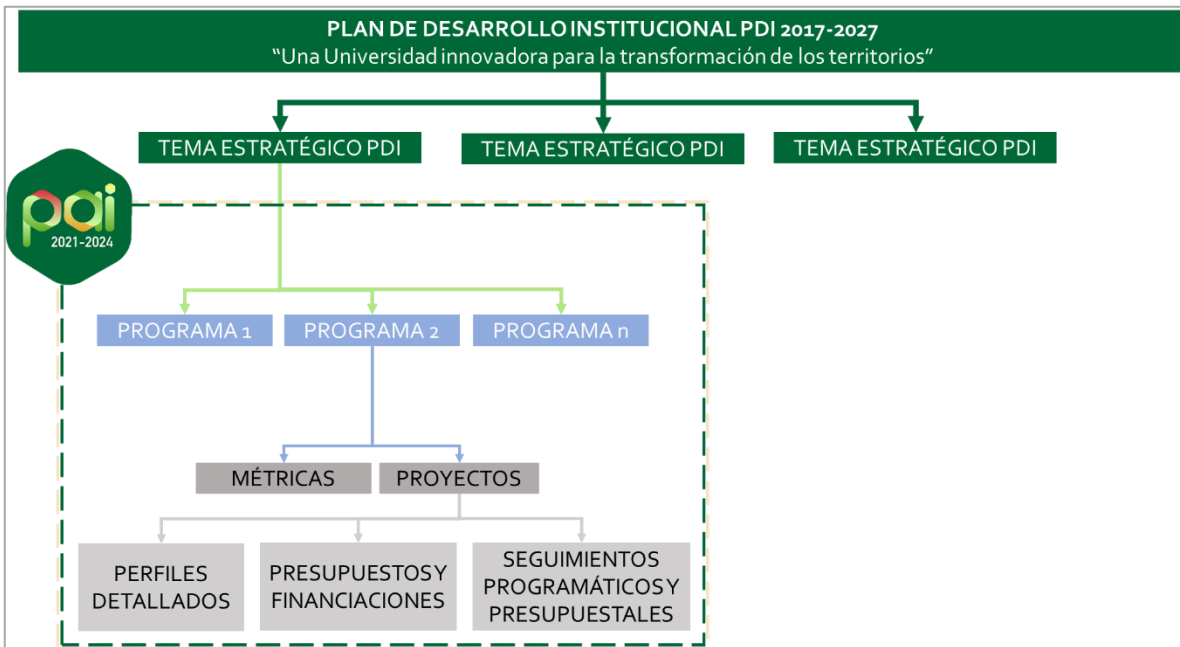 PLAN DE DESARROLLO INSTITUCIONAL PDI 2017-2027
“Una Universidad innovadora para la transformación de los territorios”
TEMA ESTRATÉGICO PDI
TEMA ESTRATÉGICO PDI
TEMA ESTRATÉGICO PDI
pai
2021-2024
PROGRAMA 1
PROGRAMA 2
PROGRAMA n
MÉTRICAS
PROYECTOS
PERFILES
DETALLADOS
PRESUPUESTOS Y
FINANCIACIONES
SEGUIMIENTOS
PROGRAMÁTICOS Y
PRESUPUESTALES